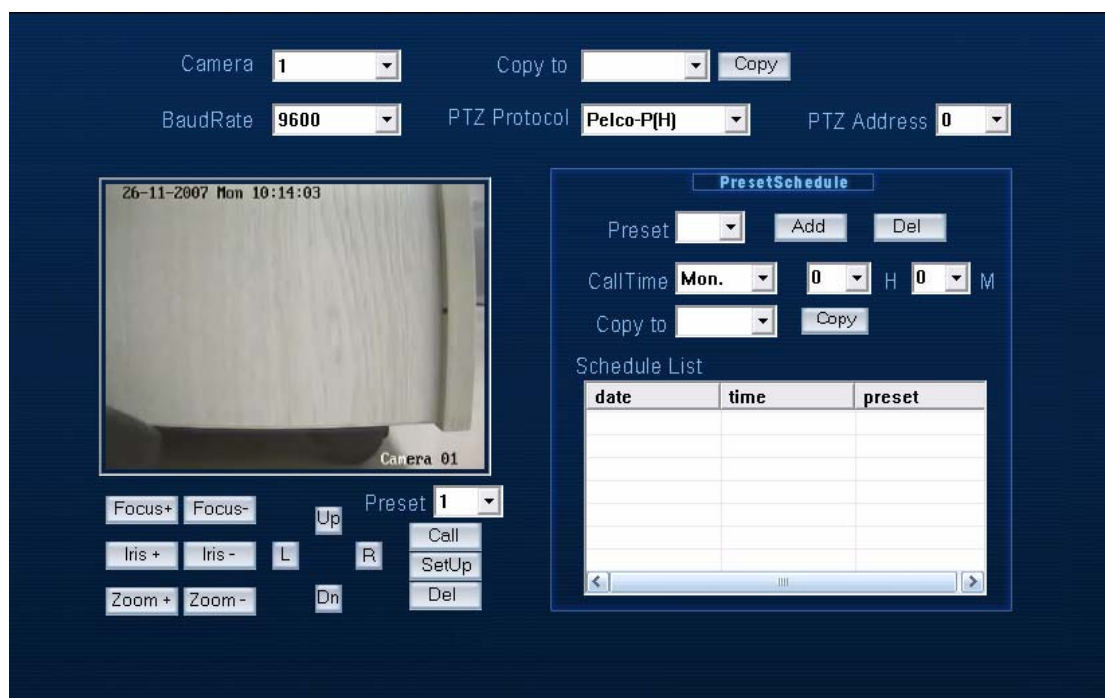 Camera 1 Copy to Copy
BaudRate 9600 PTZ Protocol Pelco-P(H) PTZ Address 0
26-11-2007 Mon 10:14:03
Camera 01
Focus+ Focus- Up Preset 1
Call
Iris + Iris - L R SetUp
Zoom + Zoom - Dn Del
PresetSchedule
Preset Add Del
CallTime Mon. 0 H 0 M
Copy to Copy
Schedule List
date time preset